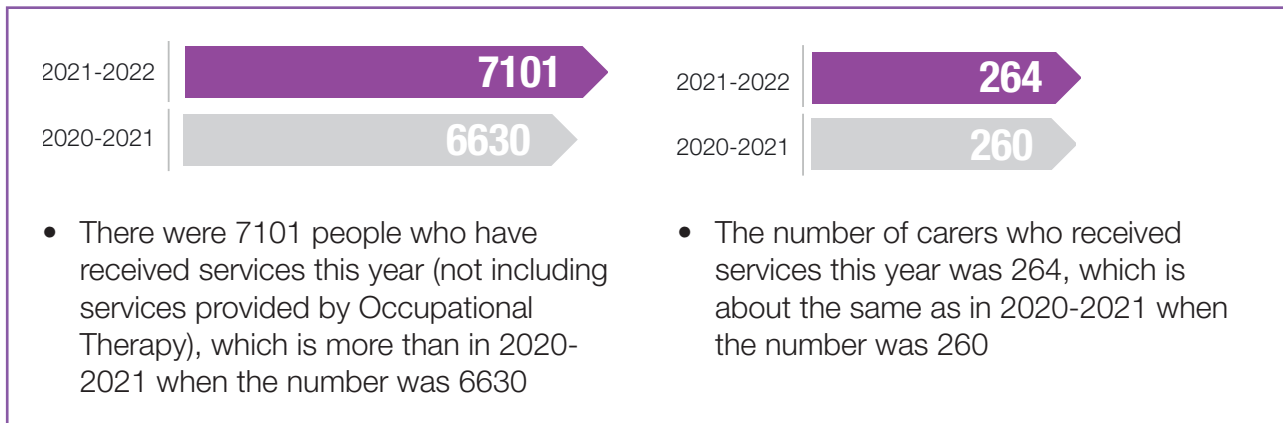 2021-2022
7101
2020-2021
6630
• There were 7101 people who have
received services this year (not including
services provided by Occupational
Therapy), which is more than in 2020-
2021 when the number was 6630
2021-2022
264
2020-2021
260
• The number of carers who received
services this year was 264, which is
about the same as in 2020-2021 when
the number was 260